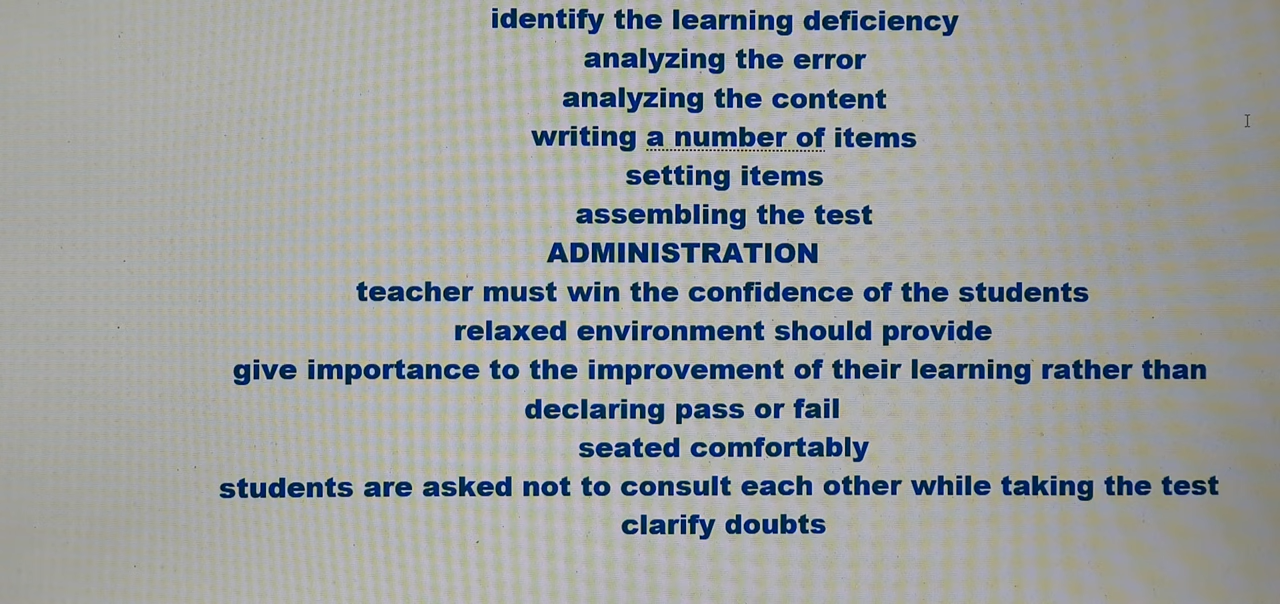 identify the learning deficiency
analyzing the error
analyzing the content
writing a number of items
setting items
assembling the test
ADMINISTRATION
teacher must win the confidence of the students
relaxed environment should provide
give importance to the improvement of their learning rather than
declaring pass or fail
seated comfortably
students are asked not to consult each other while taking the test
clarify doubts